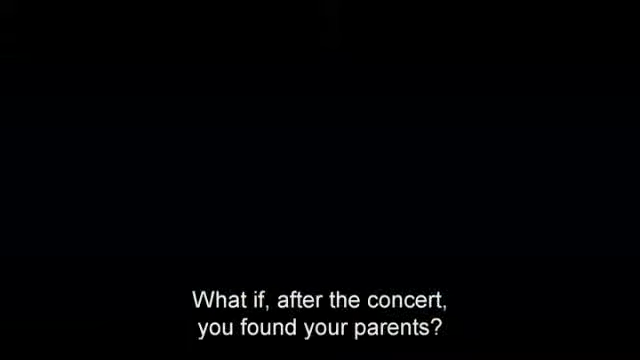 What if, after the concert,
you found your parents?